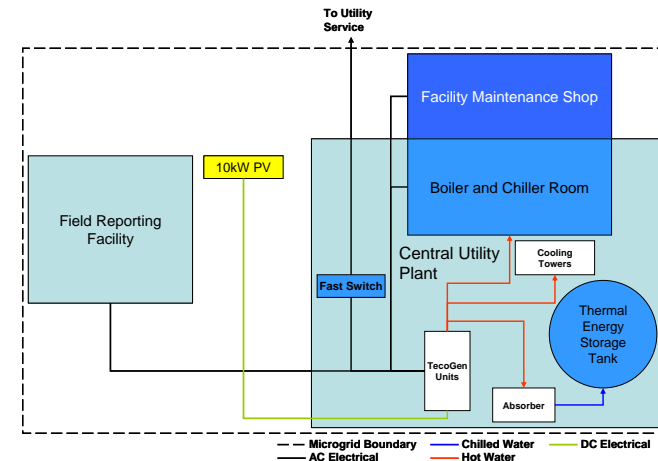 To Utility
Service
Facility Maintenance Shop
10kW PV
Boiler and Chiller Room
Field Reporting
Facility
Central Utility
Plant
Cooling
Towers
Fast Switch
Thermal
Energy
Storage
Tank
TecoGen
Units
Absorber
Microgrid Boundary
Chilled Water
DC Electrical
AC Electrical
Hot Water